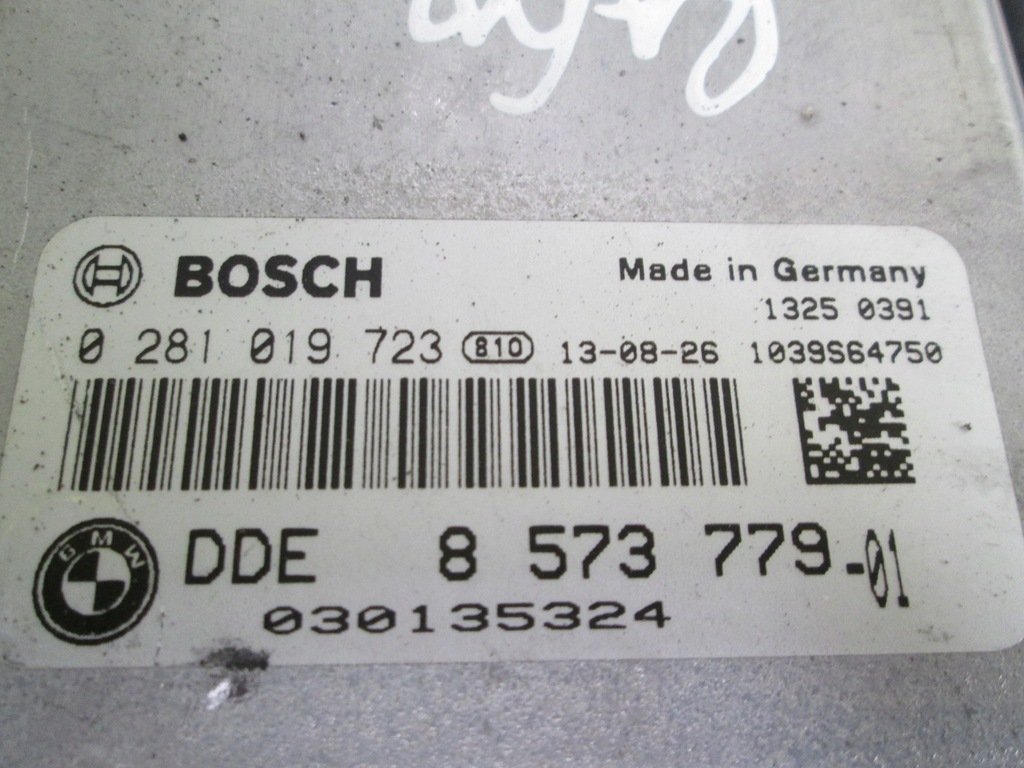 BOSCH
Made in Germany
1325 0391
0 281 019 723 810 13-08-26 1039S64750
BMW DDE 8 573 779-01
030135324